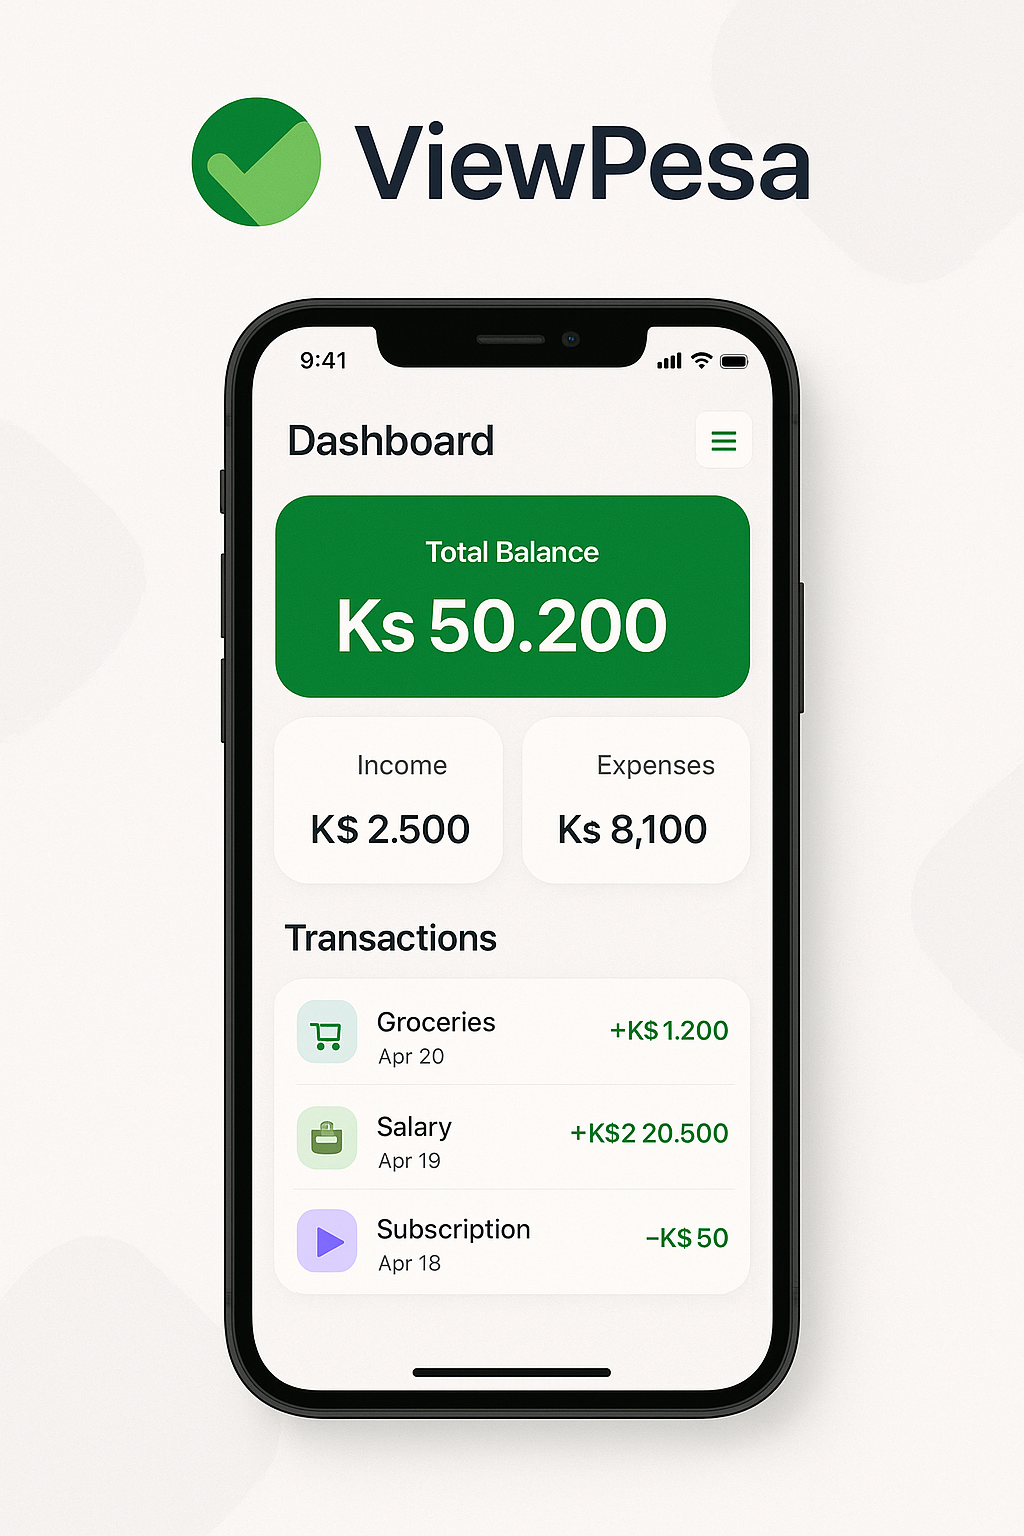 ViewPesa
9:41
Dashboard
Total Balance
Ks 50.200
Income
K$ 2.500
Expenses
Ks 8,100
Transactions
Groceries
+K$ 1.200
Apr 20
Salary
+K$2 20.500
Apr 19
Subscription
−K$ 50
Apr 18